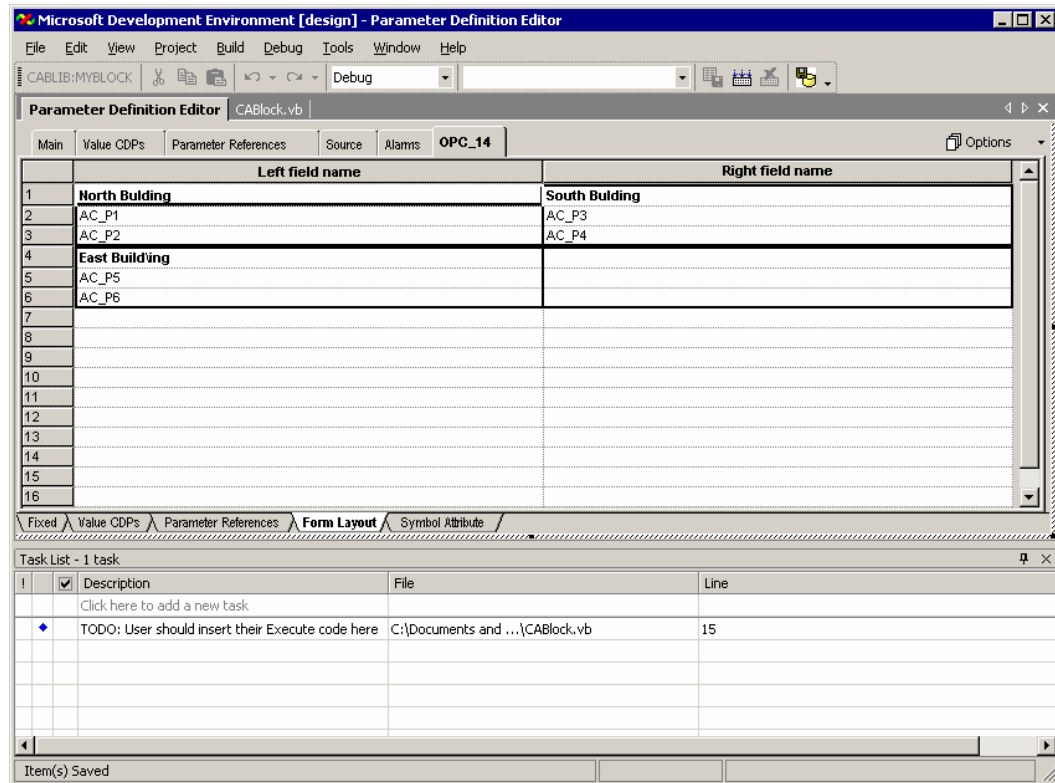 Microsoft Development Environment [design] - Parameter Definition Editor
File Edit View Project Build Debug Tools Window Help
CABLIB:MYBLOCK Debug
Parameter Definition Editor CABlock.vb
Main Value CDPs Parameter References Source Alarms OPC_14 Options
Left field name Right field name
1 North Bulding South Bulding
2 AC_P1 AC_P3
3 AC_P2 AC_P4
4 East Building
5 AC_P5
6 AC_P6
7
8
9
10
11
12
13
14
15
16
Fixed Value CDPs Parameter References Form Layout Symbol Attribute
Task List - 1 task
! Description File Line
Click here to add a new task
TODO: User should insert their Execute code here C:\Documents and ...\CABlock.vb 15
Item(s) Saved